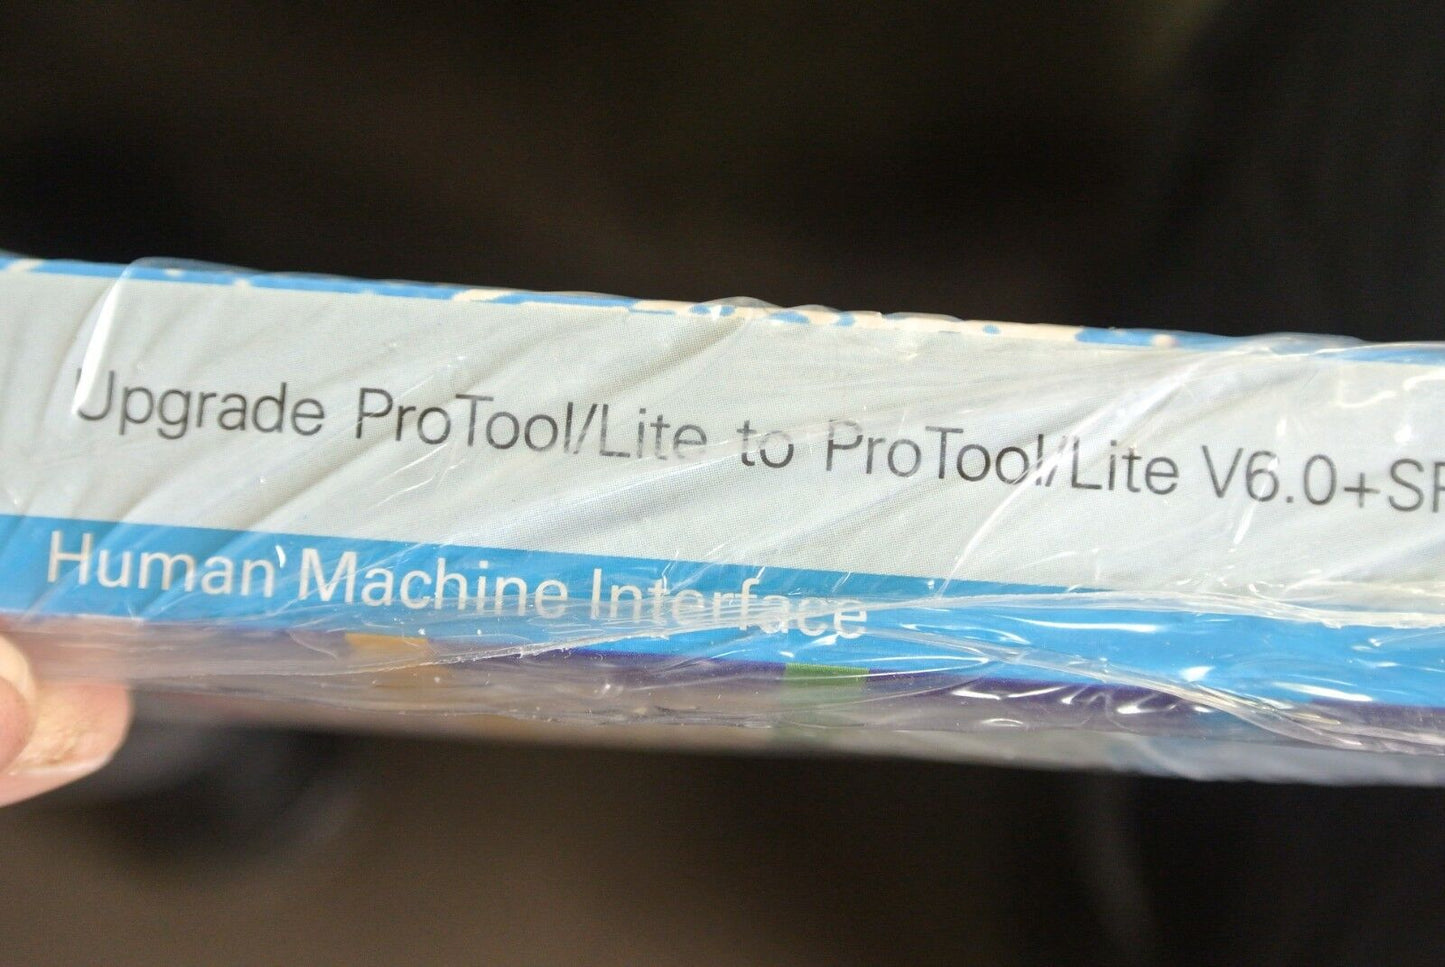 Upgrade ProTool/Lite to ProTool/Lite V6.0+SP
Human Machine Interface